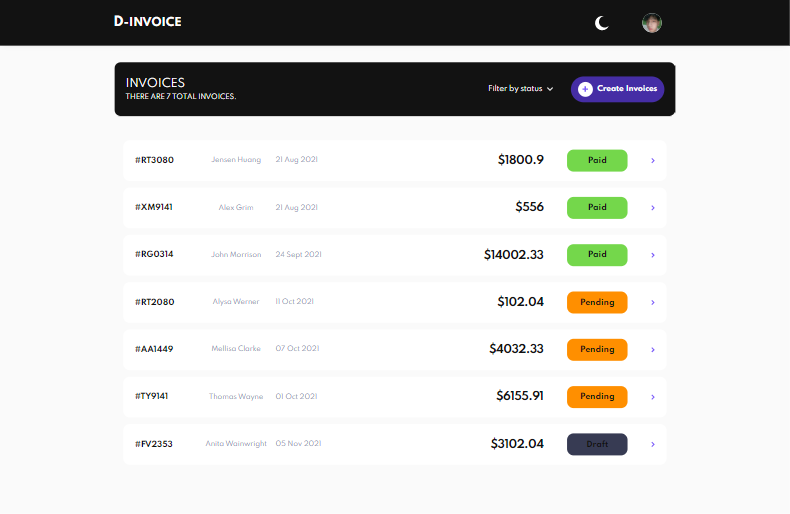 D-INVOICE
INVOICES
THERE ARE 7 TOTAL INVOICES.
Filter by status
Create Invoices
#RT3080 Jensen Huang 21 Aug 2021 $1800.9 Paid
#XM9141 Alex Grim 21 Aug 2021 $556 Paid
#RG0314 John Morrison 24 Sept 2021 $14002.33 Paid
#RT2080 Alysa Werner 11 Oct 2021 $102.04 Pending
#AA1449 Mellisa Clarke 07 Oct 2021 $4032.33 Pending
#TY9141 Thomas Wayne 01 Oct 2021 $6155.91 Pending
#FV2353 Anita Wainwright 05 Nov 2021 $3102.04 Draft